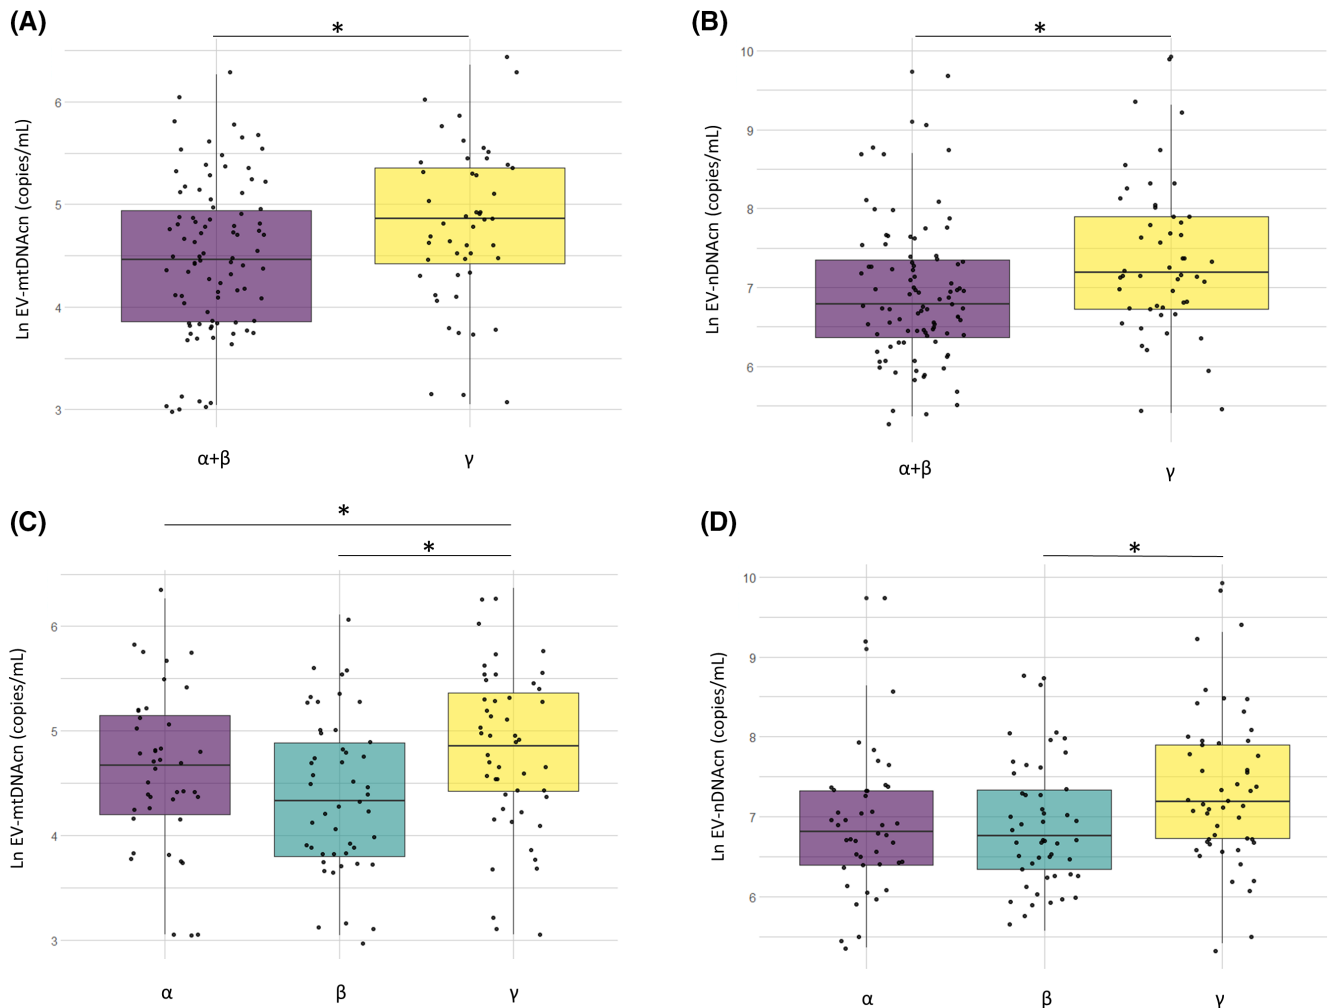 (A)
*
Ln EV-mtDNAcn (copies/mL)
6
5
4
3
α+β
γ
(B)
*
Ln EV-nDNAcn (copies/mL)
10
9
8
7
6
α+β
γ
(C)
*
*
Ln EV-mtDNAcn (copies/mL)
6
5
4
3
α
β
γ
(D)
*
Ln EV-nDNAcn (copies/mL)
10
9
8
7
6
α
β
γ